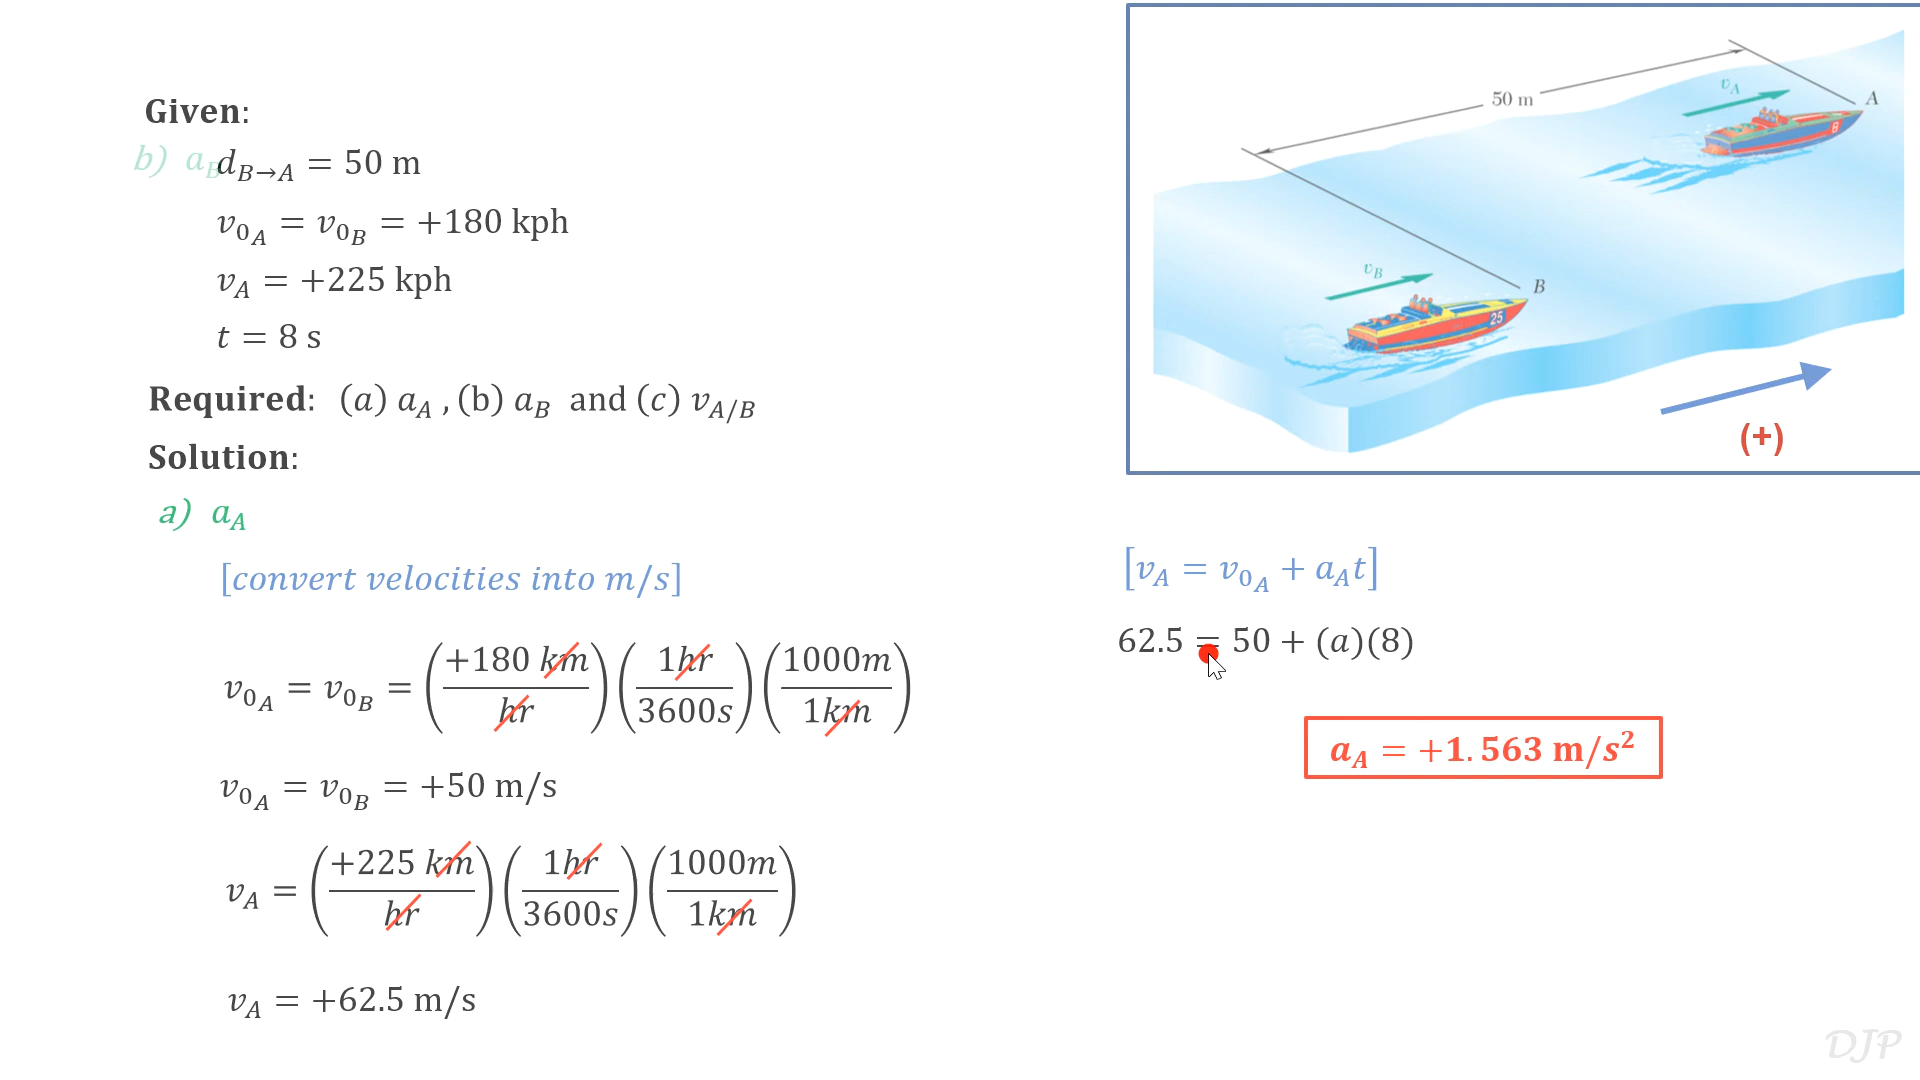 Given:
b) a_B
d_{B→A} = 50 m
v_{0_A} = v_{0_B} = +180 kph
v_A = +225 kph
t = 8 s
Required: (a) a_A , (b) a_B and (c) v_{A/B}
Solution:
a) a_A
[convert velocities into m/s]
v_{0_A} = v_{0_B} = (+180 km / hr) (1hr / 3600s) (1000m / 1km)
v_{0_A} = v_{0_B} = +50 m/s
v_A = (+225 km / hr) (1hr / 3600s) (1000m / 1km)
v_A = +62.5 m/s
50 m
v_A
A
8
v_B
B
25
(+)
[v_A = v_{0_A} + a_A t]
62.5 = 50 + (a)(8)
a_A = +1.563 m/s²
DJP